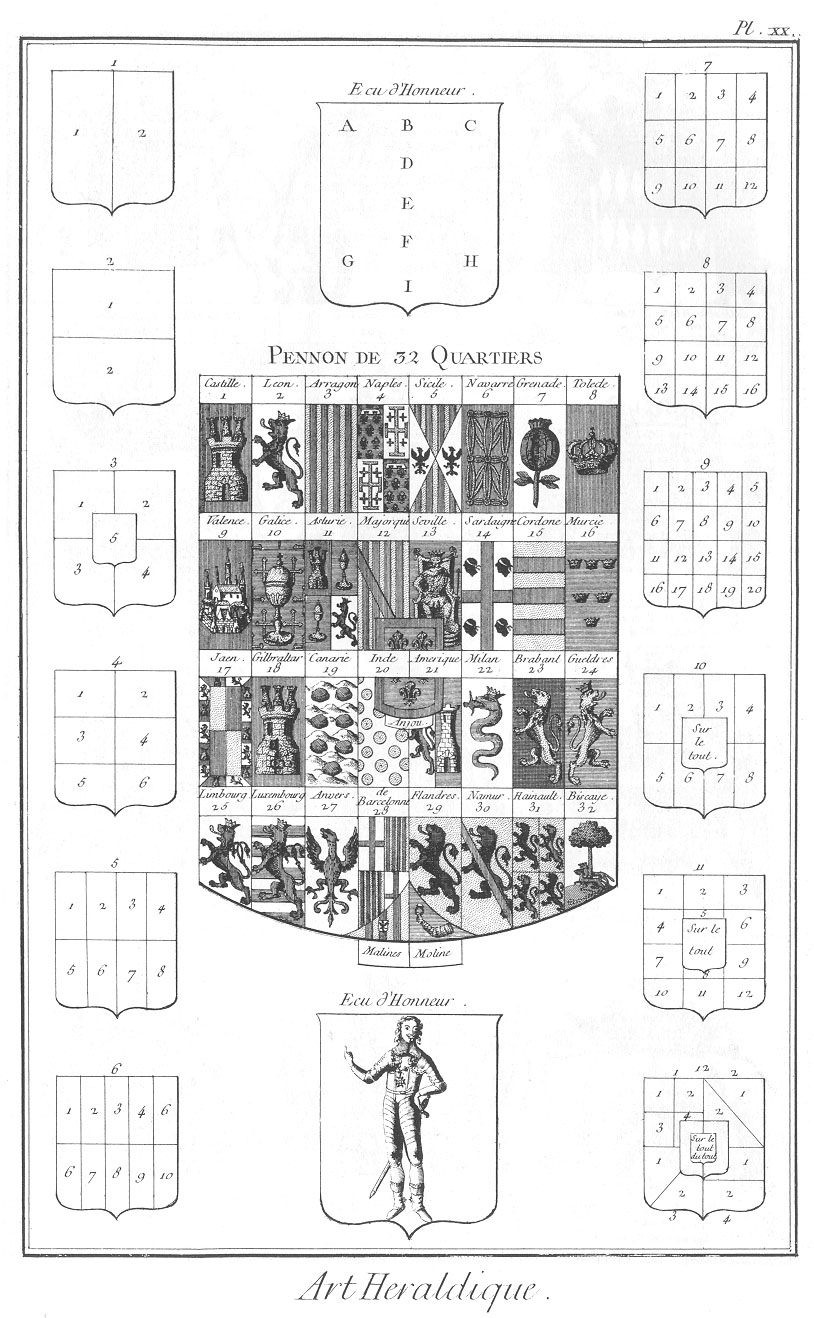 Pl. XX.
1
1 2
2
1
2
3
1 2
5
3 4
4
1 2
3 4
5 6
5
1 2 3 4
5 6 7 8
6
1 2 3 4 6
6 7 8 9 10
Ecu d'Honneur.
A B C
D
E
F
G H
I
PENNON DE 32 QUARTIERS
Castille. Leon. Arragon Naples. Sicile. Navarre Grenade. Tolede.
1 2 3 4 5 6 7 8
Valence. Galice. Asturie. Majorque Seville. Sardaigne Cordone Murcie
9 10 11 12 13 14 15 16
Jaen. Gilbraltar Canarie Inde Amerique Milan Brabant Gueldres
17 18 19 20 21 22 23 24
Anjou
Limbourg Luxembourg Anvers. de Barcelonne Flandres. Namur. Hainault. Biscaye.
25 26 27 28 29 30 31 32
Malines Moline
Ecu d'Honneur.
7
1 2 3 4
5 6 7 8
9 10 11 12
8
1 2 3 4
5 6 7 8
9 10 11 12
13 14 15 16
9
1 2 3 4 5
6 7 8 9 10
11 12 13 14 15
16 17 18 19 20
10
1 2 3 4
Sur
le
tout.
5 6 7 8
11
1 2 3
5
4 Sur le 6
7 tout 9
8
10 11 12
12
1 2
1 2 1
4 2
3
Sur le
tout
du tout
1 1
2 2
3 4
Art Heraldique.